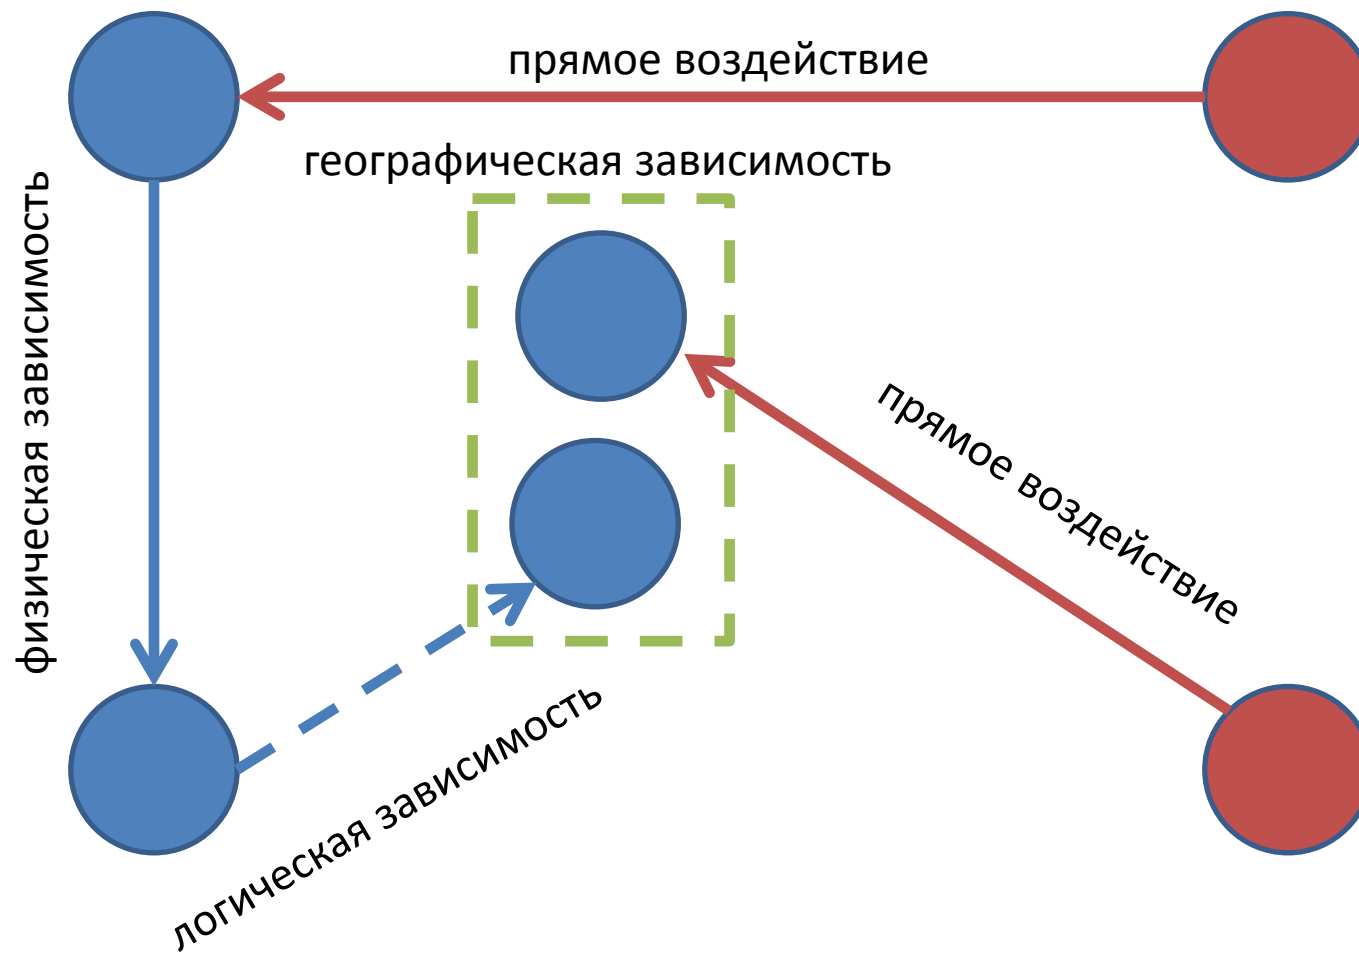 прямое воздействие
географическая зависимость
физическая зависимость
прямое воздействие
логическая зависимость